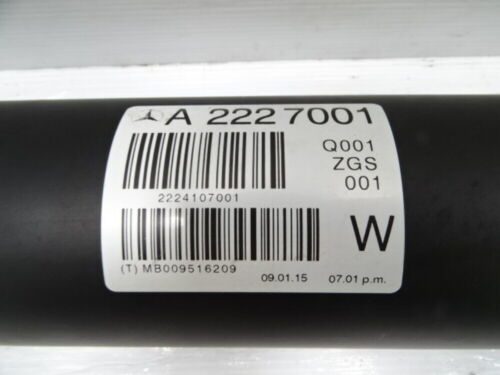 A 222 7001
Q001
ZGS
001
2224107001
W
(T) MB009516209
09.01.15 07.01 p.m.